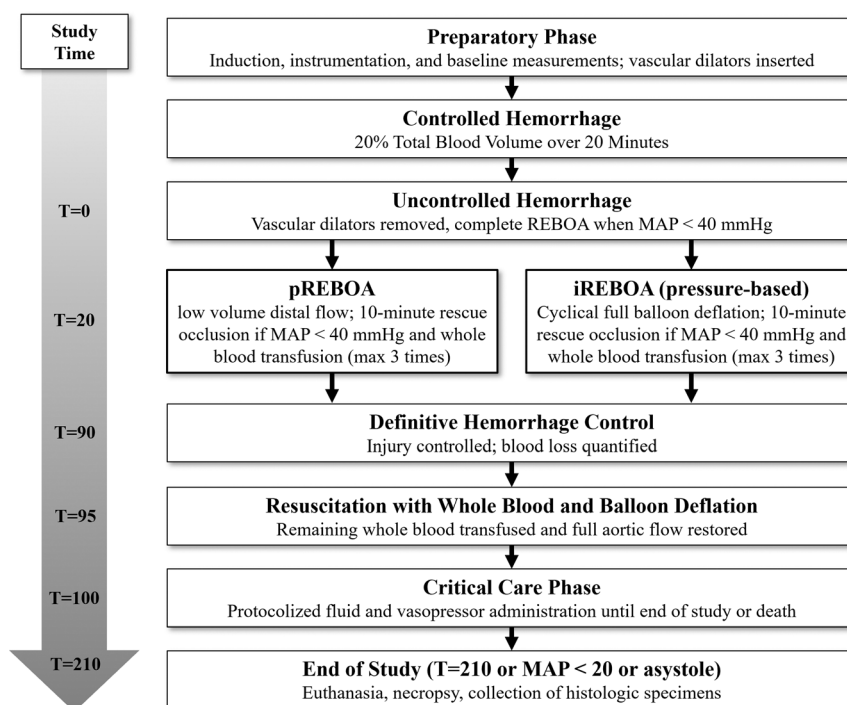 Study
Time
Preparatory Phase
Induction, instrumentation, and baseline measurements; vascular dilators inserted
Controlled Hemorrhage
20% Total Blood Volume over 20 Minutes
T=0
Uncontrolled Hemorrhage
Vascular dilators removed, complete REBOA when MAP < 40 mmHg
T=20
pREBOA
low volume distal flow; 10-minute rescue
occlusion if MAP < 40 mmHg and whole
blood transfusion (max 3 times)
iREBOA (pressure-based)
Cyclical full balloon deflation; 10-minute
rescue occlusion if MAP < 40 mmHg and
whole blood transfusion (max 3 times)
T=90
Definitive Hemorrhage Control
Injury controlled; blood loss quantified
T=95
Resuscitation with Whole Blood and Balloon Deflation
Remaining whole blood transfused and full aortic flow restored
T=100
Critical Care Phase
Protocolized fluid and vasopressor administration until end of study or death
T=210
End of Study (T=210 or MAP < 20 or asystole)
Euthanasia, necropsy, collection of histologic specimens